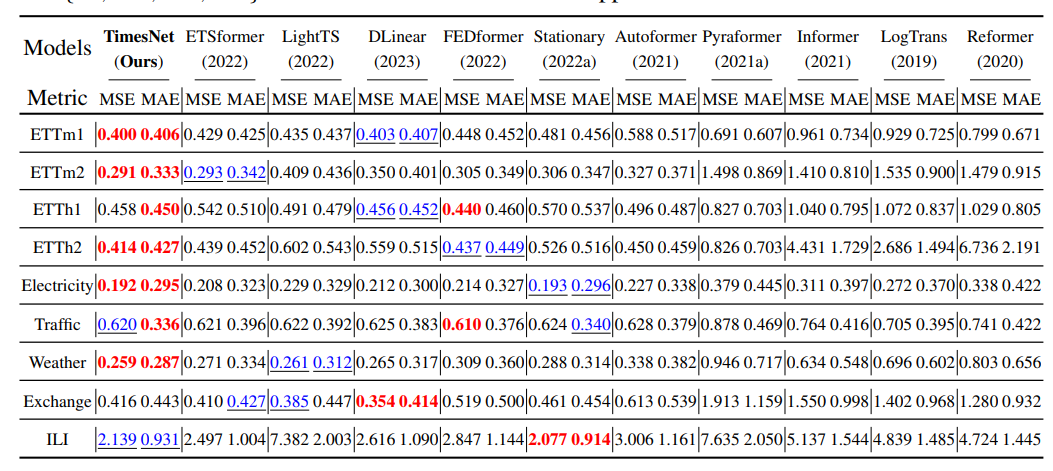 Models TimesNet ETSformer LightTS DLinear FEDformer Stationary Autoformer Pyraformer Informer LogTrans Reformer
(Ours) (2022) (2022) (2023) (2022) (2022a) (2021) (2021a) (2021) (2019) (2020)
Metric MSE MAE MSE MAE MSE MAE MSE MAE MSE MAE MSE MAE MSE MAE MSE MAE MSE MAE MSE MAE MSE MAE
ETTm1 0.400 0.406 0.429 0.425 0.435 0.437 0.403 0.407 0.448 0.452 0.481 0.456 0.588 0.517 0.691 0.607 0.961 0.734 0.929 0.725 0.799 0.671
ETTm2 0.291 0.333 0.293 0.342 0.409 0.436 0.350 0.401 0.305 0.349 0.306 0.347 0.327 0.371 1.498 0.869 1.410 0.810 1.535 0.900 1.479 0.915
ETTh1 0.458 0.450 0.542 0.510 0.491 0.479 0.456 0.452 0.440 0.460 0.570 0.537 0.496 0.487 0.827 0.703 1.040 0.795 1.072 0.837 1.029 0.805
ETTh2 0.414 0.427 0.439 0.452 0.602 0.543 0.559 0.515 0.437 0.449 0.526 0.516 0.450 0.459 0.826 0.703 4.431 1.729 2.686 1.494 6.736 2.191
Electricity 0.192 0.295 0.208 0.323 0.229 0.329 0.212 0.300 0.214 0.327 0.193 0.296 0.227 0.338 0.379 0.445 0.311 0.397 0.272 0.370 0.338 0.422
Traffic 0.620 0.336 0.621 0.396 0.622 0.392 0.625 0.383 0.610 0.376 0.624 0.340 0.628 0.379 0.878 0.469 0.764 0.416 0.705 0.395 0.741 0.422
Weather 0.259 0.287 0.271 0.334 0.261 0.312 0.265 0.317 0.309 0.360 0.288 0.314 0.338 0.382 0.946 0.717 0.634 0.548 0.696 0.602 0.803 0.656
Exchange 0.416 0.443 0.410 0.427 0.385 0.447 0.354 0.414 0.519 0.500 0.461 0.454 0.613 0.539 1.913 1.159 1.550 0.998 1.402 0.968 1.280 0.932
ILI 2.139 0.931 2.497 1.004 7.382 2.003 2.616 1.090 2.847 1.144 2.077 0.914 3.006 1.161 7.635 2.050 5.137 1.544 4.839 1.485 4.724 1.445